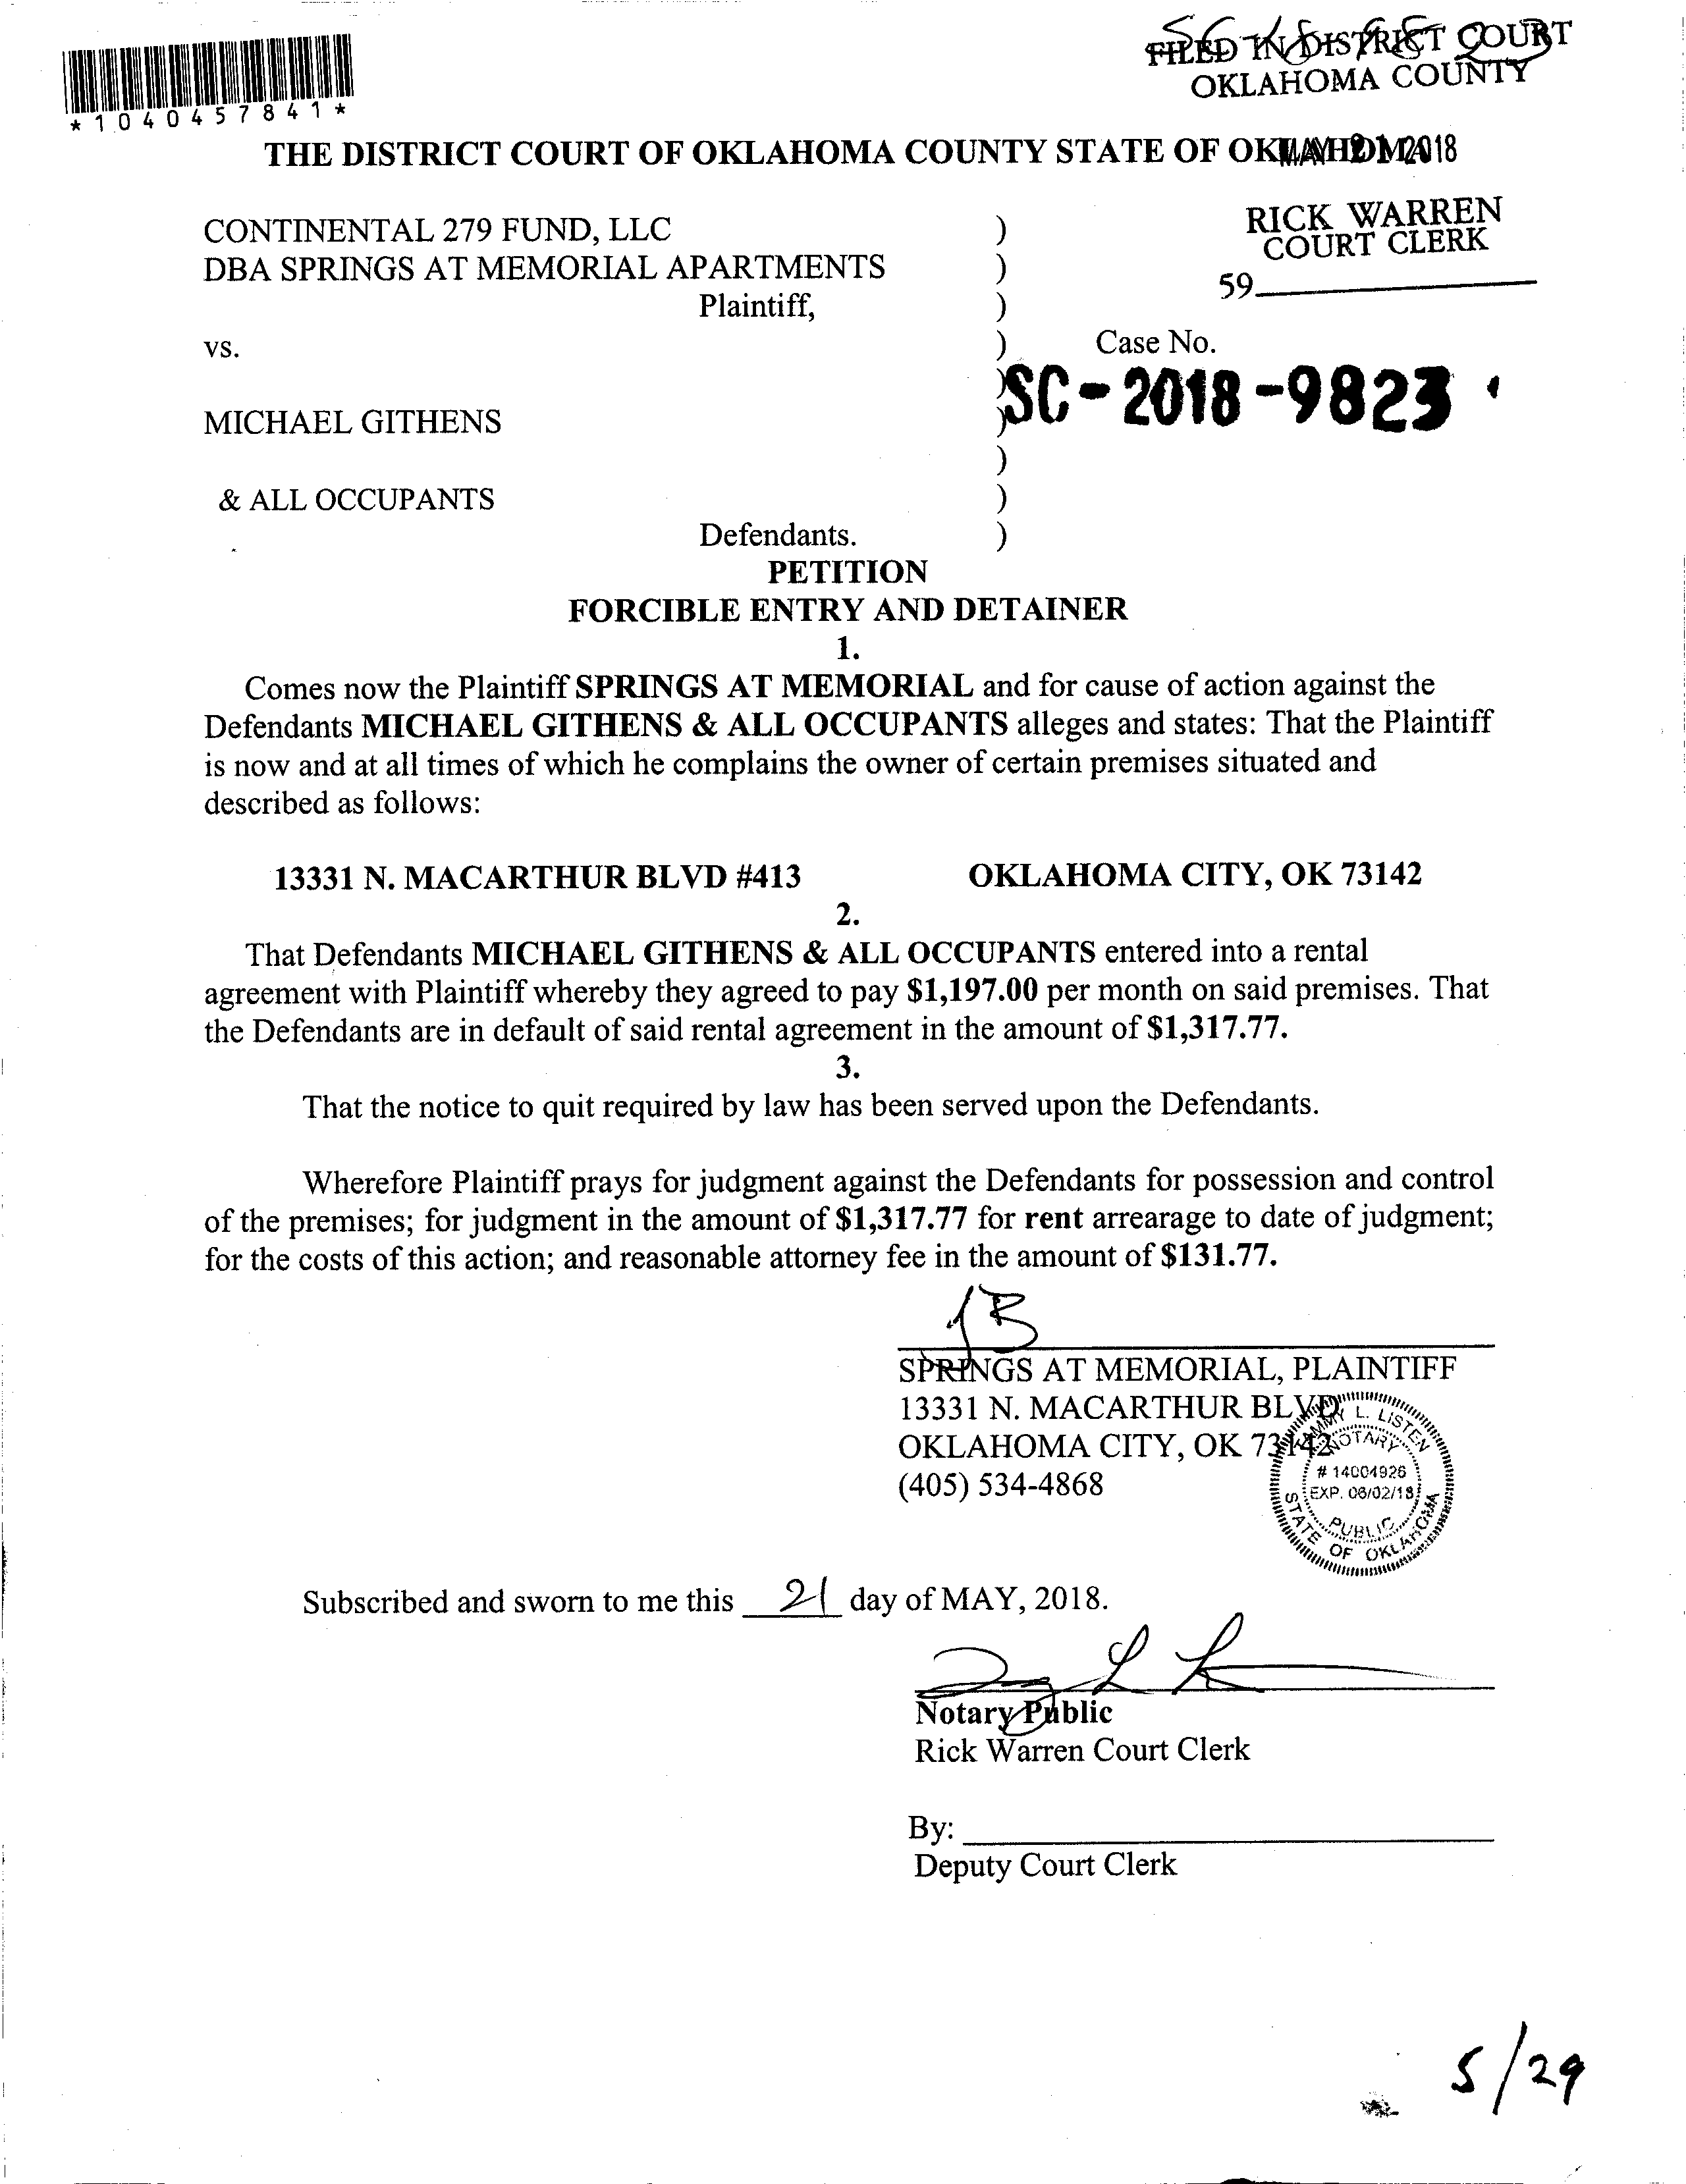 FILED IN DISTRICT COURT
OKLAHOMA COUNTY
*1040457841*
THE DISTRICT COURT OF OKLAHOMA COUNTY STATE OF OKLAHOMA
MAY 21 2018
RICK WARREN
COURT CLERK
59
CONTINENTAL 279 FUND, LLC )
DBA SPRINGS AT MEMORIAL APARTMENTS )
Plaintiff, )
vs. ) Case No.
) SC-2018-9823
MICHAEL GITHENS )
)
& ALL OCCUPANTS )
Defendants. )
PETITION
FORCIBLE ENTRY AND DETAINER
1.
Comes now the Plaintiff SPRINGS AT MEMORIAL and for cause of action against the
Defendants MICHAEL GITHENS & ALL OCCUPANTS alleges and states: That the Plaintiff
is now and at all times of which he complains the owner of certain premises situated and
described as follows:
13331 N. MACARTHUR BLVD #413 OKLAHOMA CITY, OK 73142
2.
That Defendants MICHAEL GITHENS & ALL OCCUPANTS entered into a rental
agreement with Plaintiff whereby they agreed to pay $1,197.00 per month on said premises. That
the Defendants are in default of said rental agreement in the amount of $1,317.77.
3.
That the notice to quit required by law has been served upon the Defendants.
Wherefore Plaintiff prays for judgment against the Defendants for possession and control
of the premises; for judgment in the amount of $1,317.77 for rent arrearage to date of judgment;
for the costs of this action; and reasonable attorney fee in the amount of $131.77.
JB
SPRINGS AT MEMORIAL, PLAINTIFF
13331 N. MACARTHUR BLVD
OKLAHOMA CITY, OK 73142
(405) 534-4868
TAMMY L. LISTEN
NOTARY
# 14004926
EXP. 06/02/18
PUBLIC
STATE OF OKLAHOMA
Subscribed and sworn to me this 21 day of MAY, 2018.
Notary Public
Rick Warren Court Clerk
By:
Deputy Court Clerk
5/29